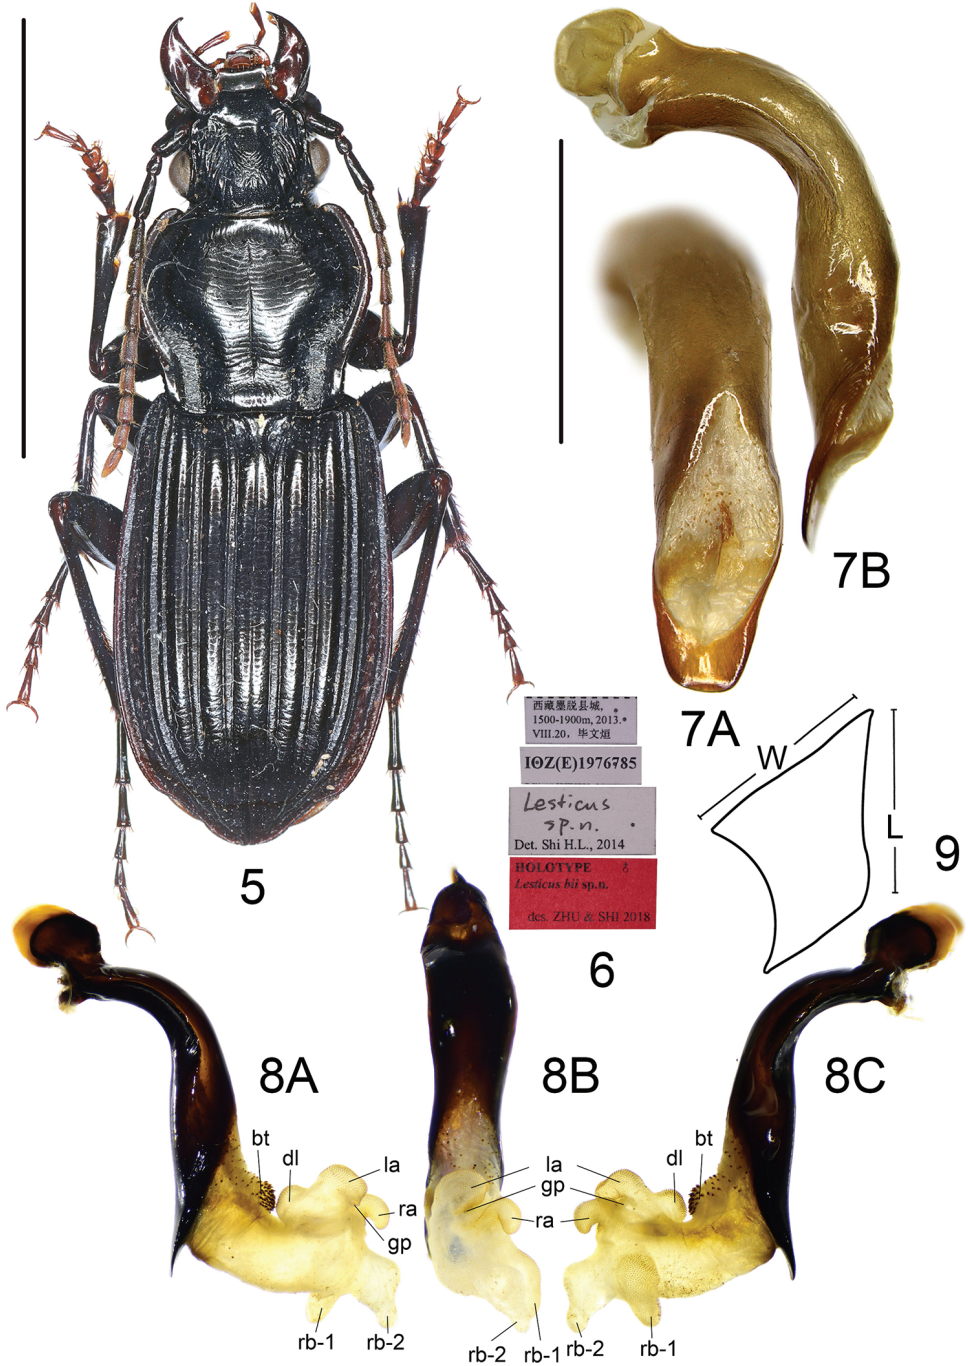 5
7B
7A
西藏墨脱县城,
1500-1900m, 2013.
VIII.20, 毕文烜
IOZ(E)1976785
Lesticus
sp.n.
Det. Shi H.L., 2014
HOLOTYPE ♂
Lesticus bii sp.n.
des. ZHU & SHI 2018
6
W
L
9
8A
8B
8C
bt
dl
la
ra
gp
rb-1
rb-2
la
gp
ra
rb-2
rb-1
dl
bt
rb-2
rb-1